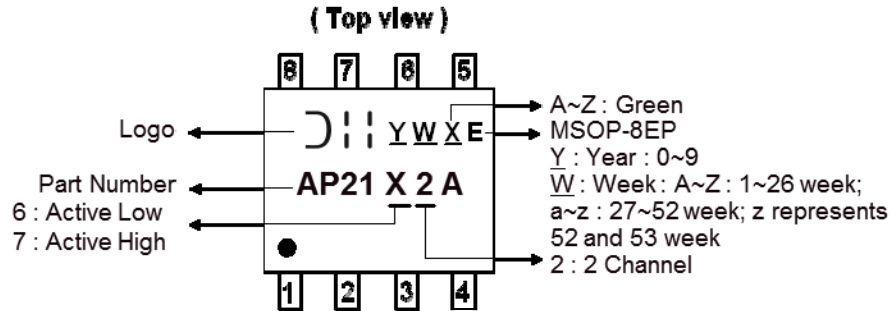 ( Top view )
8 7 6 5
Logo
Y W X E
A~Z : Green
MSOP-8EP
Y : Year : 0~9
W : Week : A~Z : 1~26 week;
a~z : 27~52 week; z represents
52 and 53 week
2 : 2 Channel
Part Number
AP21 X 2 A
6 : Active Low
7 : Active High
1 2 3 4